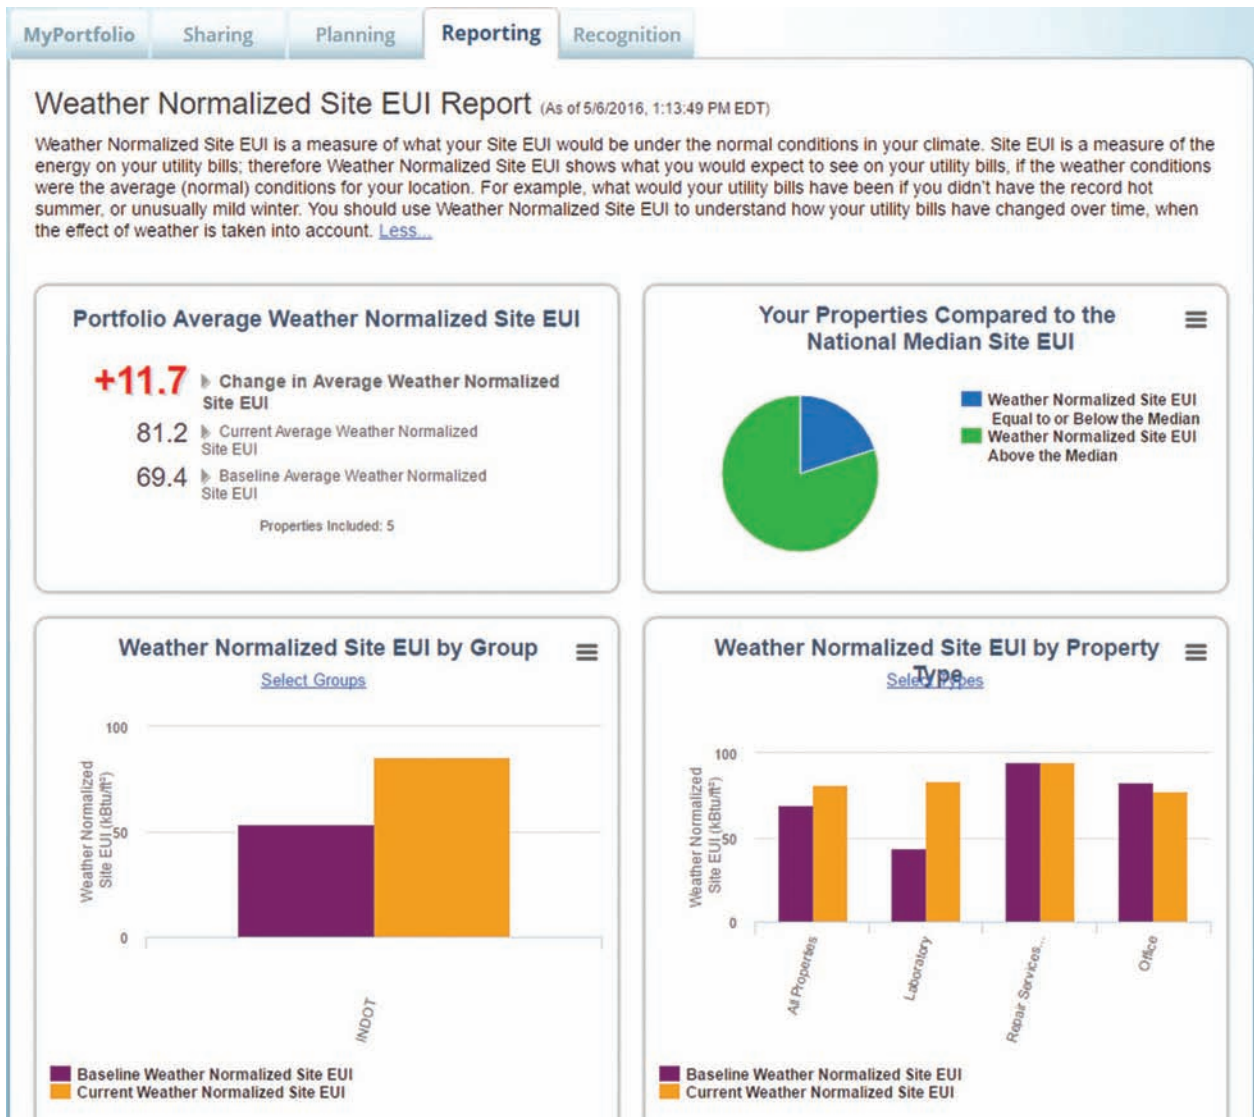 MyPortfolio
Sharing
Planning
Reporting
Recognition
Weather Normalized Site EUI Report (As of 5/6/2016, 1:13:49 PM EDT)
Weather Normalized Site EUI is a measure of what your Site EUI would be under the normal conditions in your climate. Site EUI is a measure of the
energy on your utility bills; therefore Weather Normalized Site EUI shows what you would expect to see on your utility bills, if the weather conditions
were the average (normal) conditions for your location. For example, what would your utility bills have been if you didn't have the record hot
summer, or unusually mild winter. You should use Weather Normalized Site EUI to understand how your utility bills have changed over time, when
the effect of weather is taken into account. Less...
Portfolio Average Weather Normalized Site EUI
+11.7 Change in Average Weather Normalized
Site EUI
81.2 Current Average Weather Normalized
Site EUI
69.4 Baseline Average Weather Normalized
Site EUI
Properties Included: 5
Your Properties Compared to the
National Median Site EUI
Weather Normalized Site EUI
Equal to or Below the Median
Weather Normalized Site EUI
Above the Median
Weather Normalized Site EUI by Group
Select Groups
Weather Normalized
Site EUI (kBtu/ft²)
100
50
0
INDOT
Baseline Weather Normalized Site EUI
Current Weather Normalized Site EUI
Weather Normalized Site EUI by Property
Type
Select Types
Weather Normalized
Site EUI (kBtu/ft²)
100
50
0
All Properties
Laboratory
Repair Services...
Office
Baseline Weather Normalized Site EUI
Current Weather Normalized Site EUI